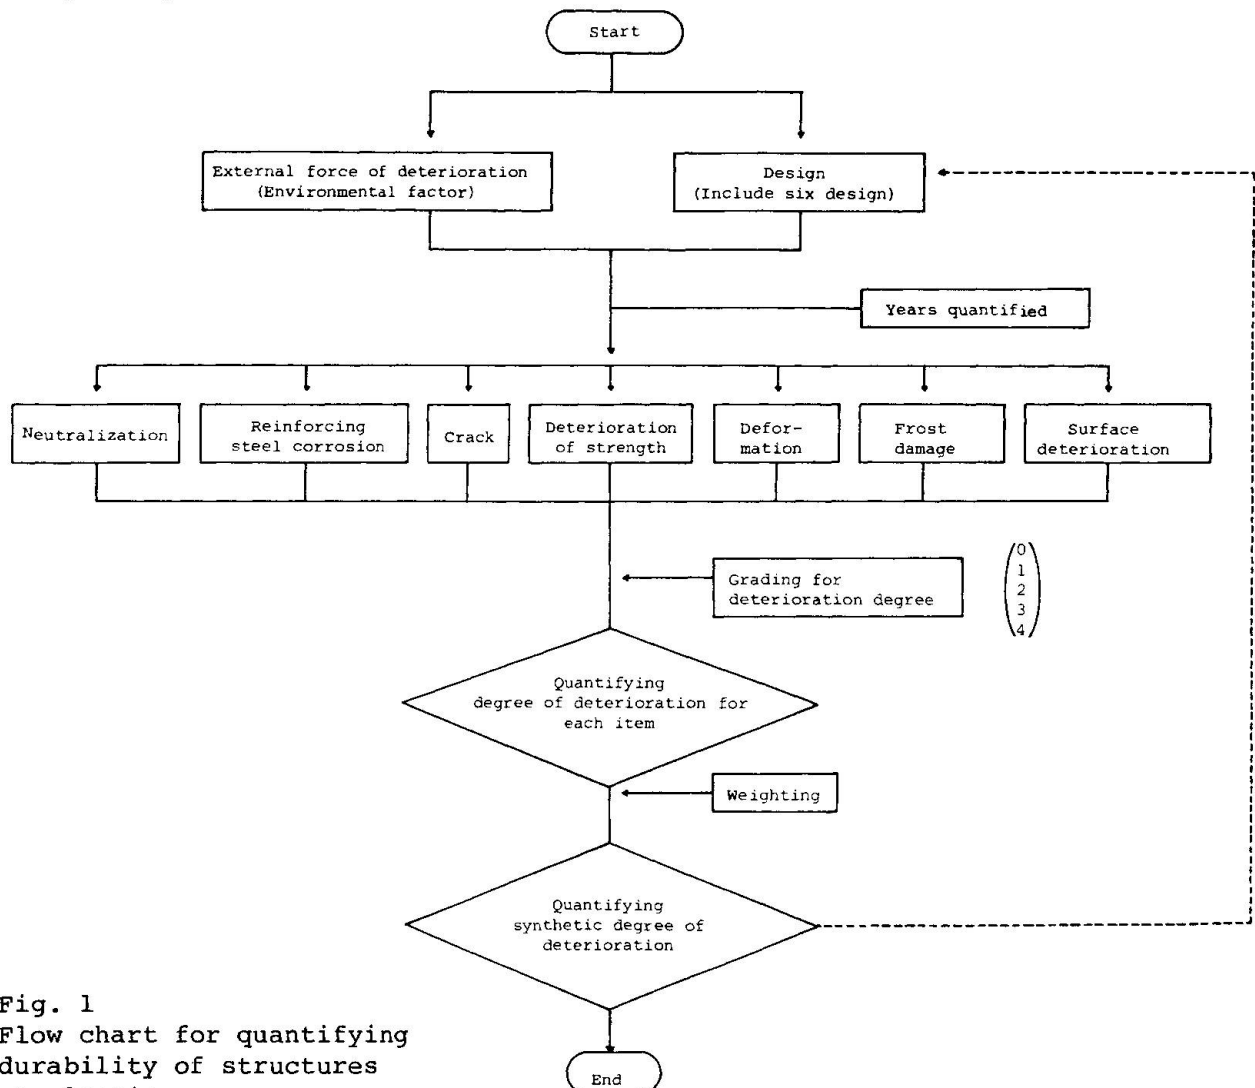 Start
External force of deterioration
(Environmental factor)
Design
(Include six design)
Years quantified
Neutralization
Reinforcing
steel corrosion
Crack
Deterioration
of strength
Defor-
mation
Frost
damage
Surface
deterioration
Grading for
deterioration degree
0
1
2
3
4
Quantifying
degree of deterioration for
each item
Weighting
Quantifying
synthetic degree of
deterioration
Fig. 1
Flow chart for quantifying
durability of structures
End